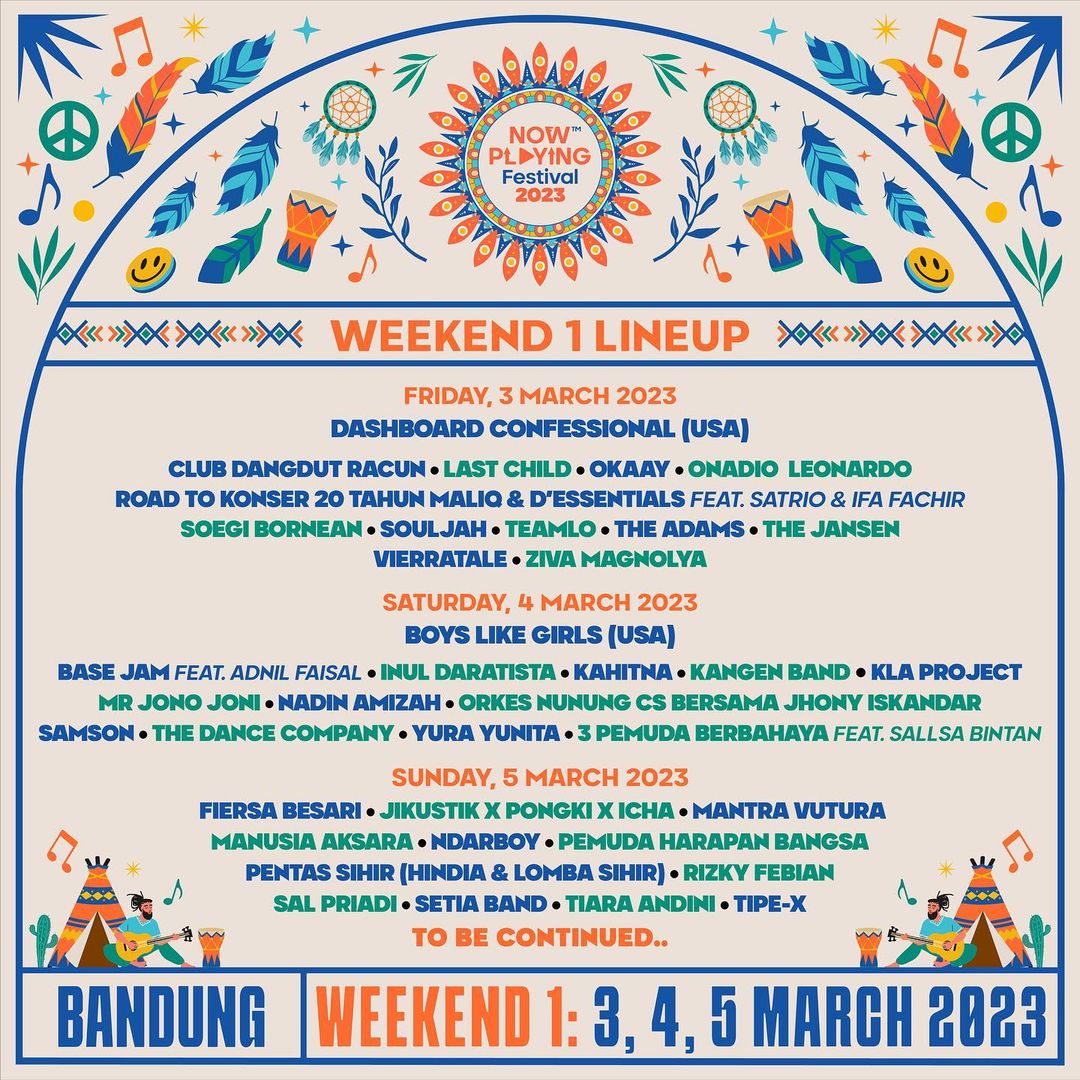 NOW™
PLAYING
Festival
2023
WEEKEND 1 LINEUP
FRIDAY, 3 MARCH 2023
DASHBOARD CONFESSIONAL (USA)
CLUB DANGDUT RACUN • LAST CHILD • OKAAY • ONADIO LEONARDO
ROAD TO KONSER 20 TAHUN MALIQ & D'ESSENTIALS FEAT. SATRIO & IFA FACHIR
SOEGI BORNEAN • SOULJAH • TEAMLO • THE ADAMS • THE JANSEN
VIERRATALE • ZIVA MAGNOLYA
SATURDAY, 4 MARCH 2023
BOYS LIKE GIRLS (USA)
BASE JAM FEAT. ADNIL FAISAL • INUL DARATISTA • KAHITNA • KANGEN BAND • KLA PROJECT
MR JONO JONI • NADIN AMIZAH • ORKES NUNUNG CS BERSAMA JHONY ISKANDAR
SAMSON • THE DANCE COMPANY • YURA YUNITA • 3 PEMUDA BERBAHAYA FEAT. SALLSA BINTAN
SUNDAY, 5 MARCH 2023
FIERSA BESARI • JIKUSTIK X PONGKI X ICHA • MANTRA VUTURA
MANUSIA AKSARA • NDARBOY • PEMUDA HARAPAN BANGSA
PENTAS SIHIR (HINDIA & LOMBA SIHIR) • RIZKY FEBIAN
SAL PRIADI • SETIA BAND • TIARA ANDINI • TIPE-X
TO BE CONTINUED..
BANDUNG
WEEKEND 1: 3, 4, 5 MARCH 2023